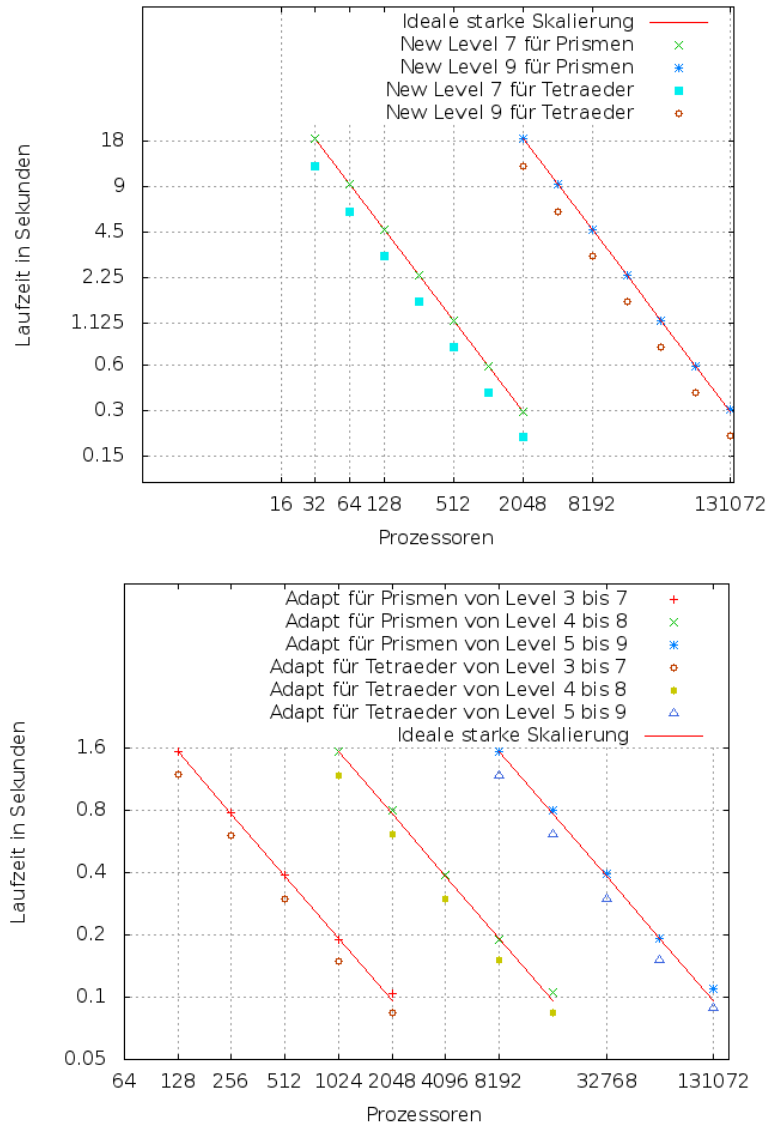 Ideale starke Skalierung
New Level 7 für Prismen
New Level 9 für Prismen
New Level 7 für Tetraeder
New Level 9 für Tetraeder
18
9
4.5
2.25
1.125
0.6
0.3
0.15
Laufzeit in Sekunden
16 32 64 128 512 2048 8192 131072
Prozessoren
Adapt für Prismen von Level 3 bis 7
Adapt für Prismen von Level 4 bis 8
Adapt für Prismen von Level 5 bis 9
Adapt für Tetraeder von Level 3 bis 7
Adapt für Tetraeder von Level 4 bis 8
Adapt für Tetraeder von Level 5 bis 9
Ideale starke Skalierung
1.6
0.8
0.4
0.2
0.1
0.05
Laufzeit in Sekunden
64 128 256 512 1024 2048 4096 8192 32768 131072
Prozessoren